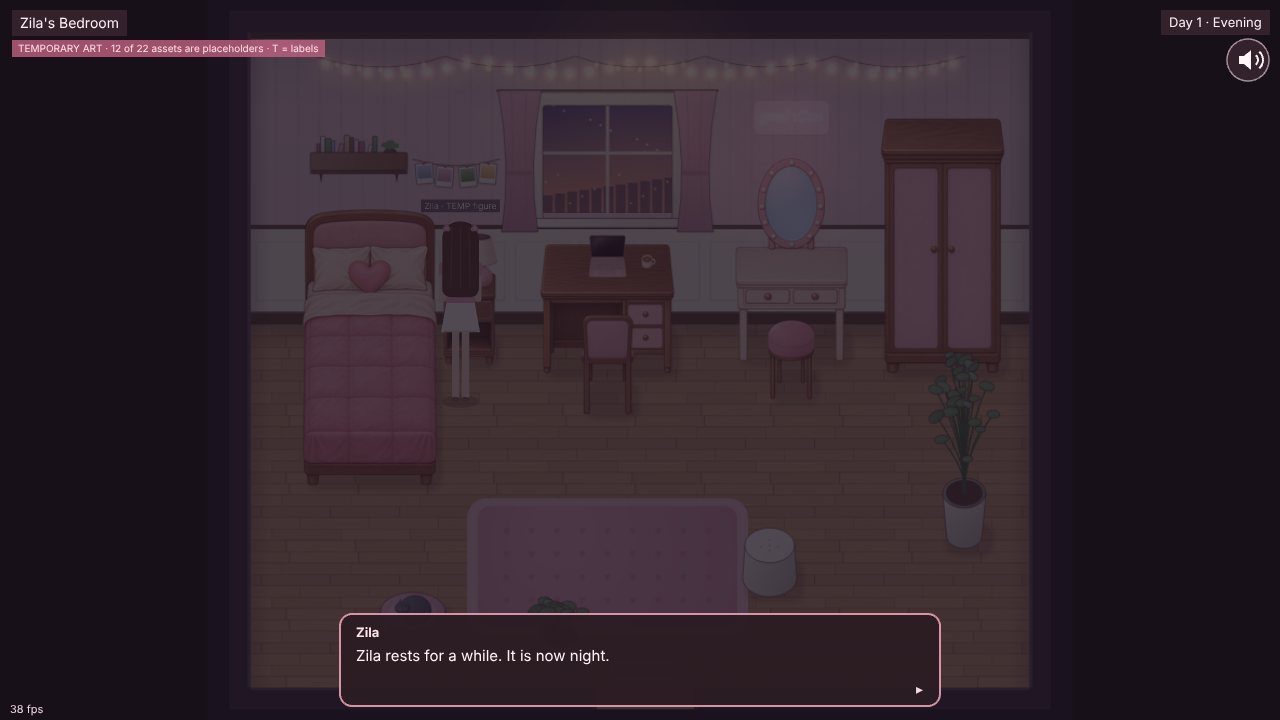 Zila's Bedroom
Day 1 · Evening
TEMPORARY ART · 12 of 22 assets are placeholders · T = labels
Zila · TEMP figure
Zila
Zila rests for a while. It is now night.
38 fps